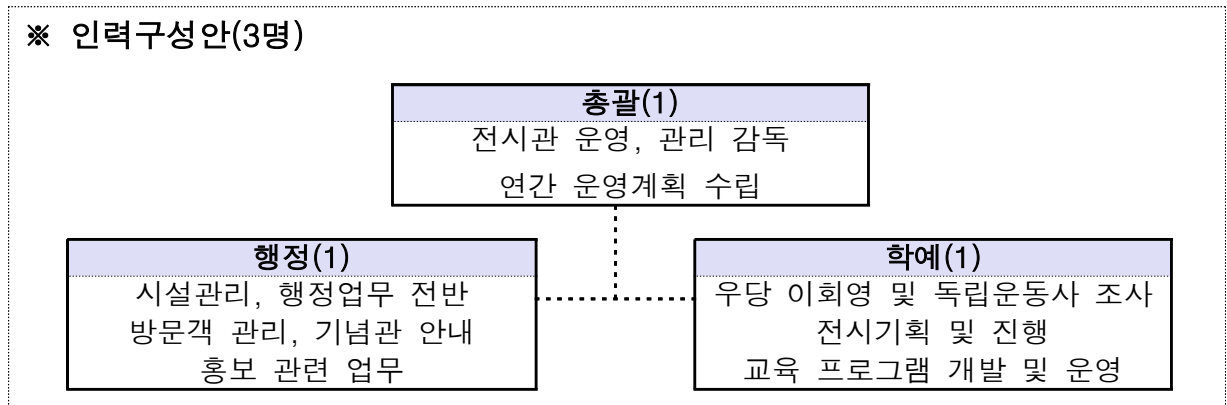 ※ 인력구성안(3명)
총괄(1)
전시관 운영, 관리 감독
연간 운영계획 수립
행정(1)
시설관리, 행정업무 전반
방문객 관리, 기념관 안내
홍보 관련 업무
학예(1)
우당 이회영 및 독립운동사 조사
전시기획 및 진행
교육 프로그램 개발 및 운영